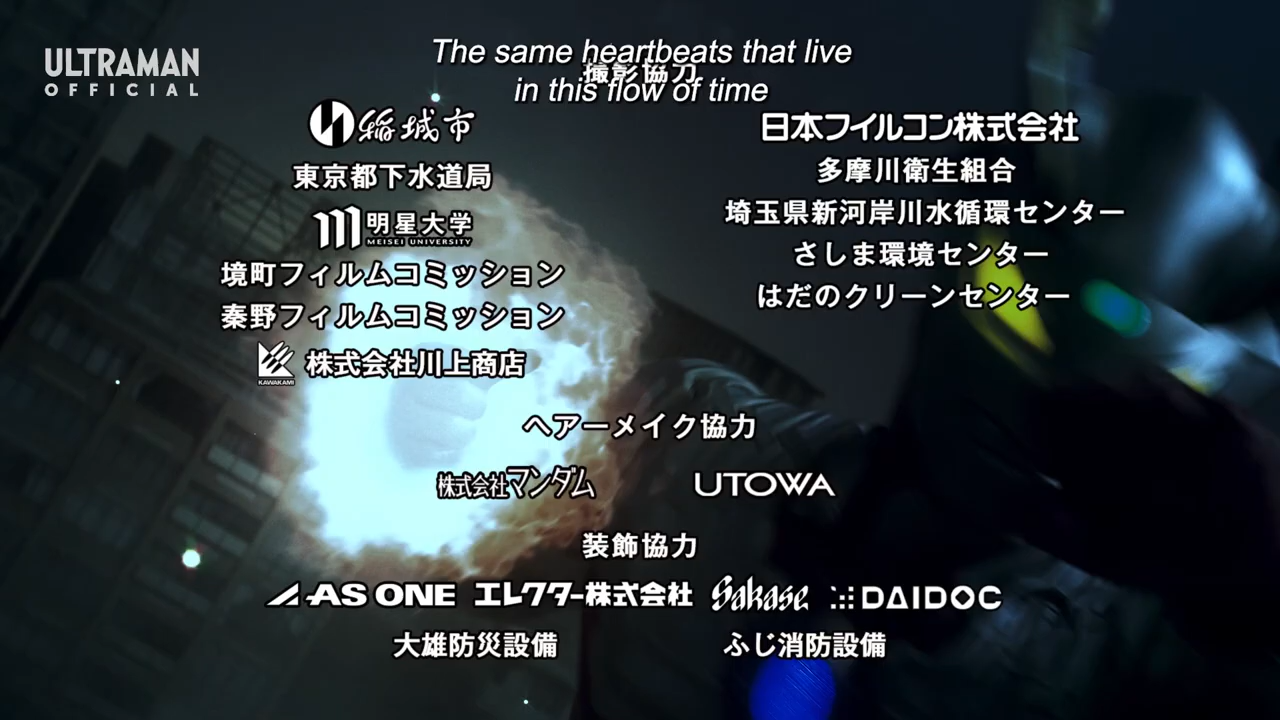 ULTRAMAN
OFFICIAL
The same heartbeats that live
撮影協力
in this flow of time
稲城市
日本フイルコン株式会社
東京都下水道局
多摩川衛生組合
明星大学
MEISEI UNIVERSITY
埼玉県新河岸川水循環センター
さしま環境センター
境町フィルムコミッション
はだのクリーンセンター
秦野フィルムコミッション
KAWAKAMI
株式会社川上商店
ヘアーメイク協力
株式会社マンダム
UTOWA
装飾協力
AS ONE エレクター株式会社 Sakase DAIDOC
大雄防災設備
ふじ消防設備